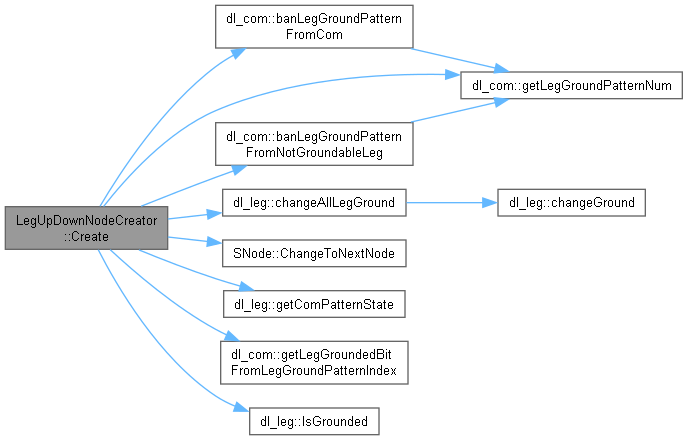 dl_com::banLegGroundPattern
FromCom
dl_com::getLegGroundPatternNum
dl_com::banLegGroundPattern
FromNotGroundableLeg
LegUpDownNodeCreator
::Create
dl_leg::changeAllLegGround
dl_leg::changeGround
SNode::ChangeToNextNode
dl_leg::getComPatternState
dl_com::getLegGroundedBit
FromLegGroundPatternIndex
dl_leg::IsGrounded